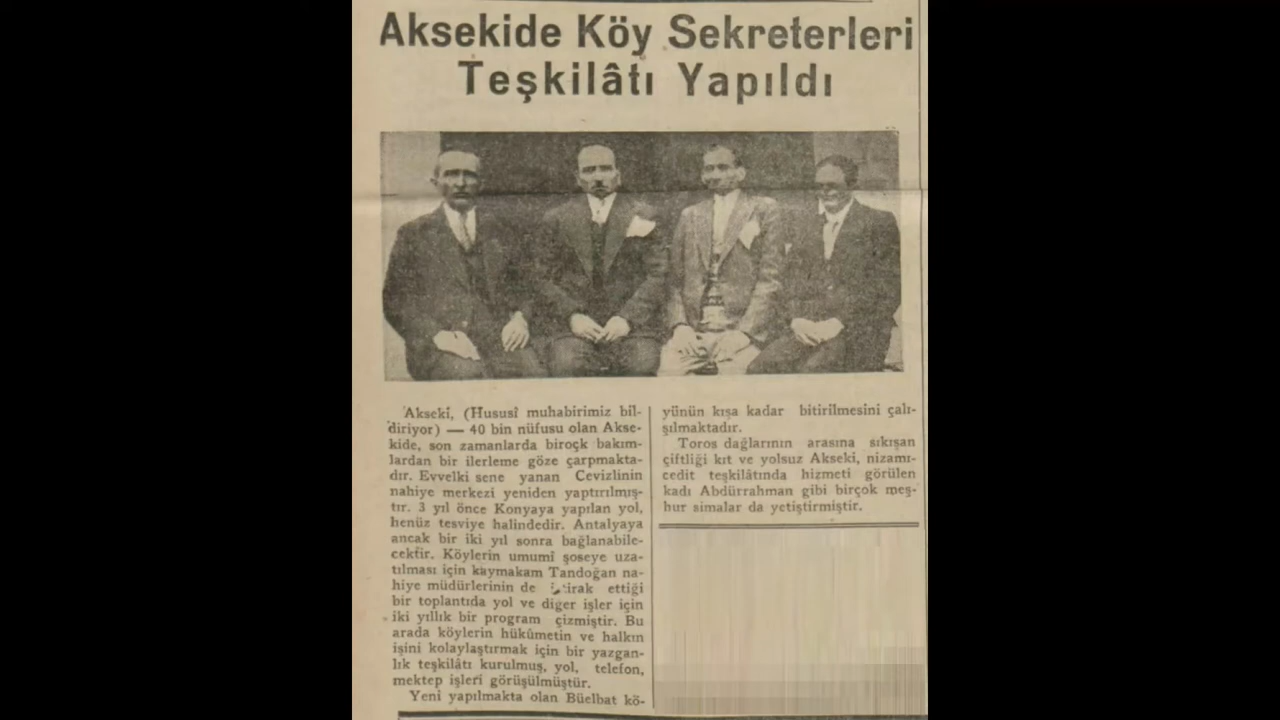 Aksekide Köy Sekreterleri
Teşkilâtı Yapıldı
Akseki, (Hususî muhabirimiz bil-
diriyor) — 40 bin nüfusu olan Akse-
kide, son zamanlarda biroçk bakım-
lardan bir ilerleme göze çarpmakta-
dır. Evvelki sene yanan Cevizlinin
nahiye merkezi yeniden yaptırılmış-
tır. 3 yıl önce Konyaya yapılan yol,
henüz tesviye halindedir. Antalyaya
ancak bir iki yıl sonra bağlanabile-
cektir. Köylerin umumî şoseye uza-
tılması için kaymakam Tandoğan na-
hiye müdürlerinin de ettiği
bir toplantıda yol ve diğer işler için
iki yıllık bir program çizmiştir. Bu
arada köylerin hükûmetin ve halkın
işini kolaylaştırmak için bir yazgan-
lık teşkilâtı kurulmuş, yol, telefon,
mektep işleri görüşülmüştür.
Yeni yapılmakta olan Büelbat kö-
yünün kışa kadar bitirilmesini çalı-
şılmaktadır.
Toros dağlarının arasına sıkışan
çiftliği kıt ve yolsuz Akseki, nizamı-
cedit teşkilâtında hizmeti görülen
kadı Abdürrahman gibi birçok meş-
hur simalar da yetiştirmiştir.